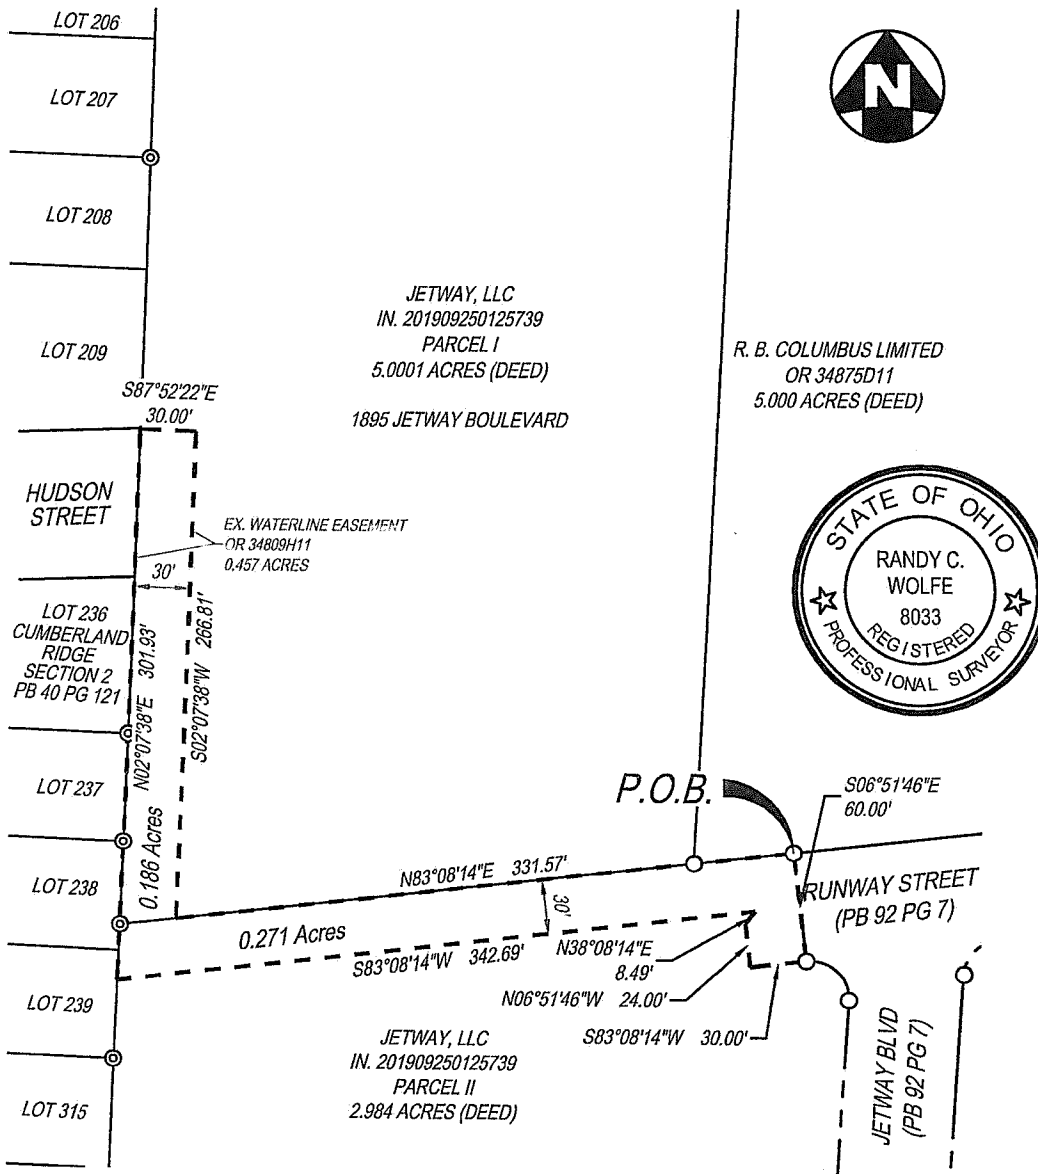 LOT 206
LOT 207
LOT 208
LOT 209
N
JETWAY, LLC
IN. 201909250125739
PARCEL I
5.0001 ACRES (DEED)
1895 JETWAY BOULEVARD
R. B. COLUMBUS LIMITED
OR 34875D11
5.000 ACRES (DEED)
S87°52'22"E
30.00'
HUDSON
STREET
EX. WATERLINE EASEMENT
OR 34809H11
0.457 ACRES
30'
STATE OF OHIO
RANDY C.
WOLFE
8033
REGISTERED
PROFESSIONAL SURVEYOR
LOT 236
CUMBERLAND
RIDGE
SECTION 2
PB 40 PG 121
N02°07'38"E 301.93'
S02°07'38"W 266.81'
LOT 237
0.186 Acres
P.O.B.
S06°51'46"E
60.00'
LOT 238
N83°08'14"E 331.57'
30'
RUNWAY STREET
(PB 92 PG 7)
0.271 Acres
S83°08'14"W 342.69'
N38°08'14"E
8.49'
N06°51'46"W 24.00'
S83°08'14"W 30.00'
LOT 239
JETWAY, LLC
IN. 201909250125739
PARCEL II
2.984 ACRES (DEED)
JETWAY BLVD
(PB 92 PG 7)
LOT 315